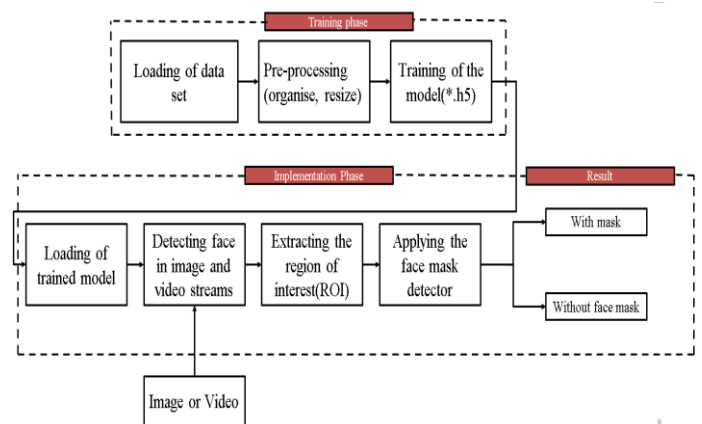 Training phase
Loading of data
set
Pre-processing
(organise, resize)
Training of the
model(*.h5)
Implementation Phase
Result
Loading of
trained model
Detecting face
in image and
video streams
Extracting the
region of
interest(ROI)
Applying the
face mask
detector
With mask
Without face mask
Image or Video